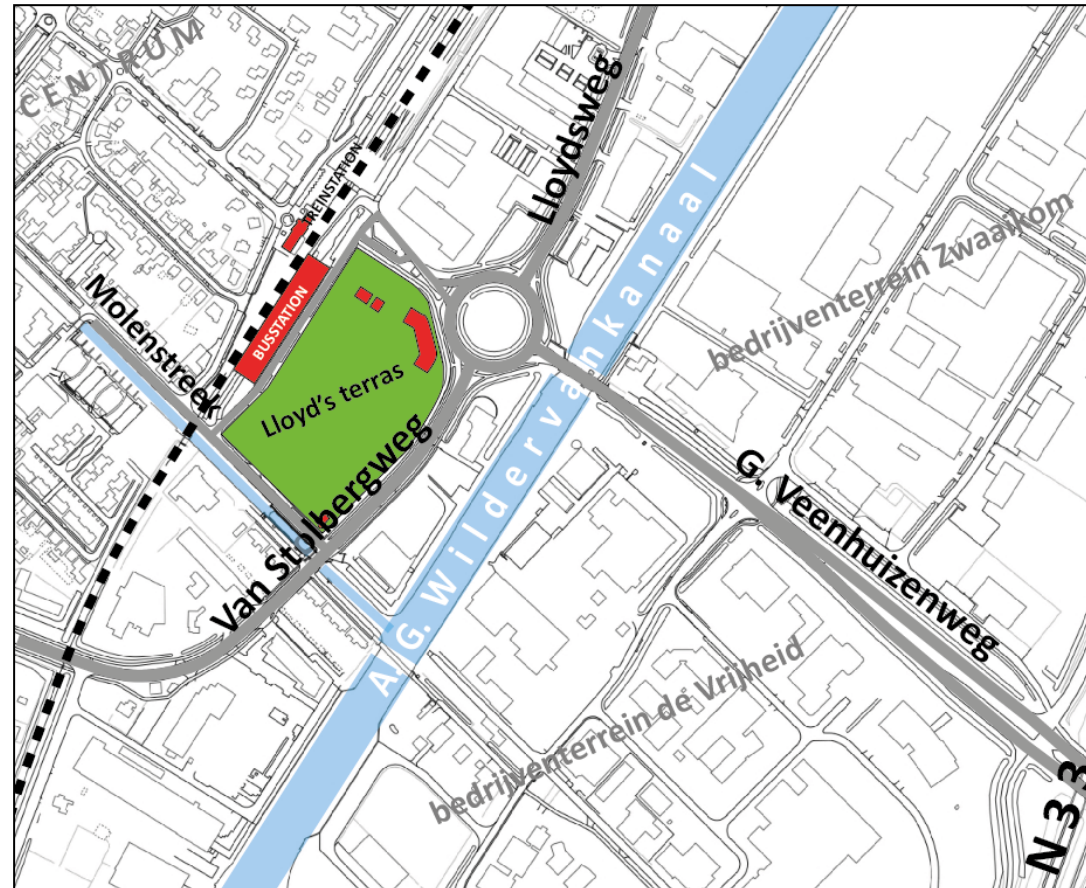 CENTRUM
TREINSTATION
Lloydsweg
BUSSTATION
Molenstreek
bedrijventerrein Zwaaikom
Lloyd's terras
Van Stolbergweg
A.G. Wildervankanaal
G. Veenhuizenweg
bedrijventerrein de Vrijheid
N 33